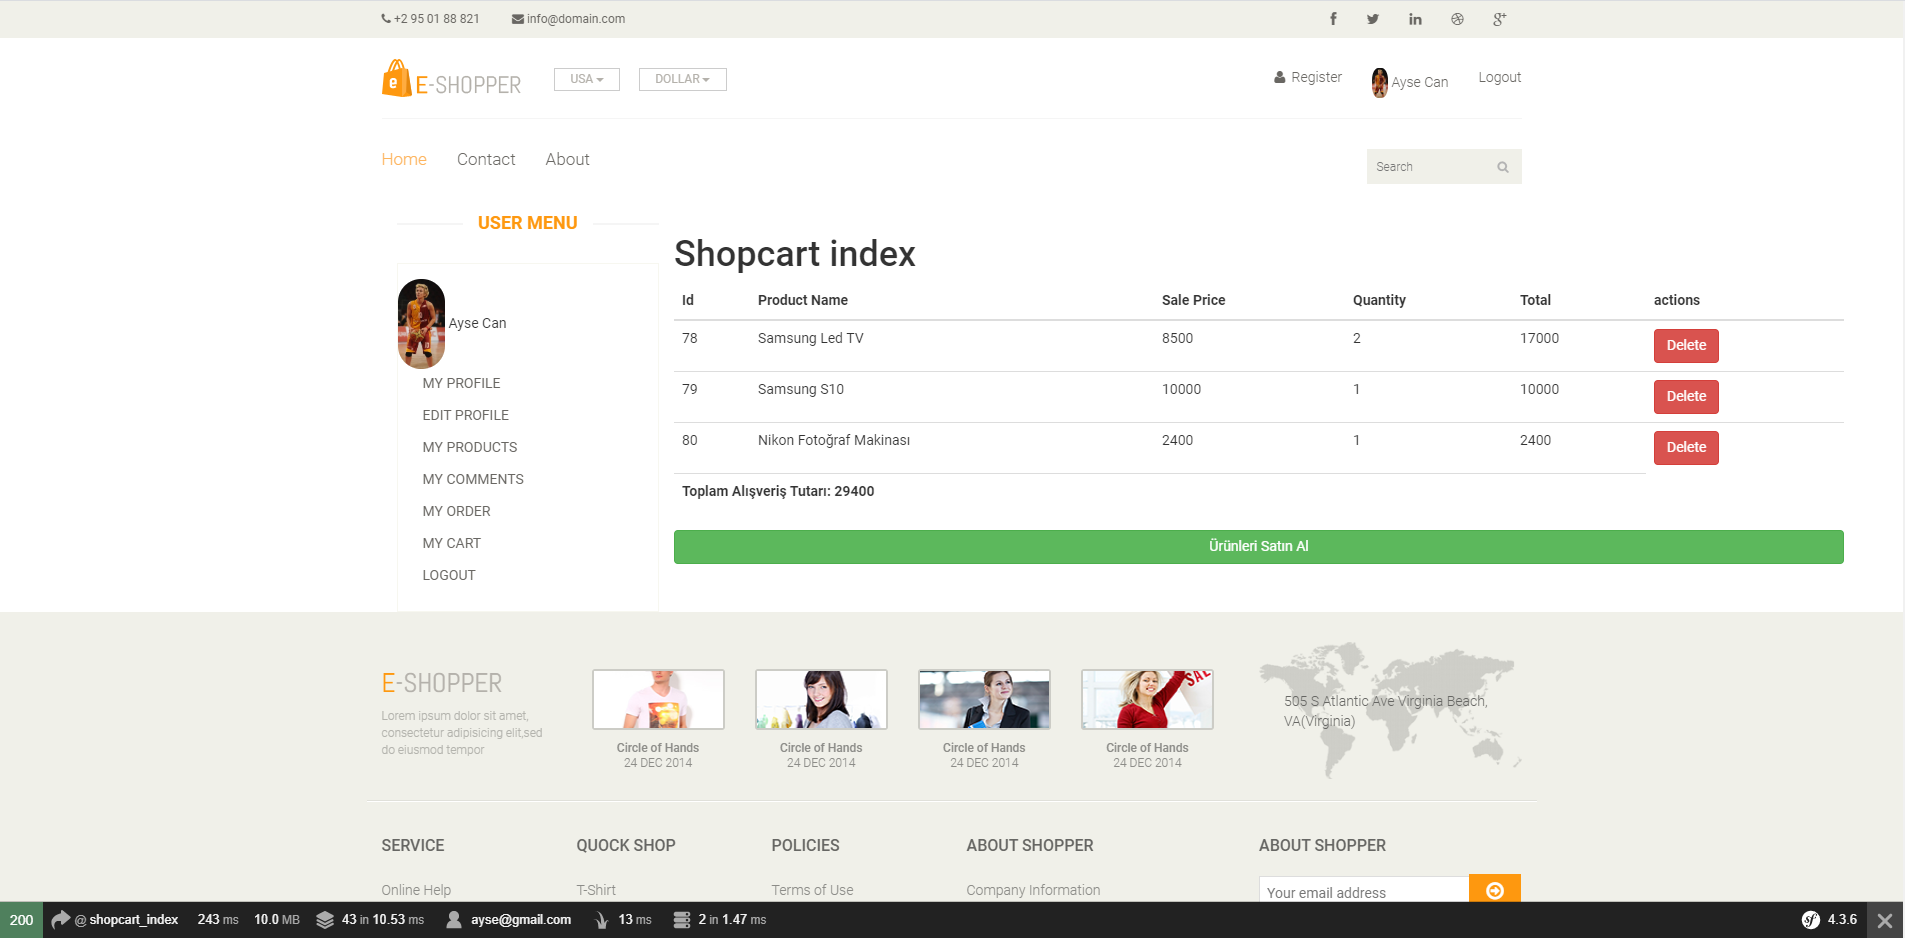 +2 95 01 88 821 info@domain.com
E-SHOPPER USA DOLLAR Register Ayse Can Logout
Home Contact About Search
USER MENU
Ayse Can
MY PROFILE
EDIT PROFILE
MY PRODUCTS
MY COMMENTS
MY ORDER
MY CART
LOGOUT
Shopcart index
Id Product Name Sale Price Quantity Total actions
78 Samsung Led TV 8500 2 17000 Delete
79 Samsung S10 10000 1 10000 Delete
80 Nikon Fotoğraf Makinası 2400 1 2400 Delete
Toplam Alışveriş Tutarı: 29400
Ürünleri Satın Al
E-SHOPPER
Lorem ipsum dolor sit amet,
consectetur adipisicing elit,sed
do eiusmod tempor
SALE
Circle of Hands Circle of Hands Circle of Hands Circle of Hands
24 DEC 2014 24 DEC 2014 24 DEC 2014 24 DEC 2014
505 S Atlantic Ave Virginia Beach,
VA(Virginia)
SERVICE QUOCK SHOP POLICIES ABOUT SHOPPER ABOUT SHOPPER
Online Help T-Shirt Terms of Use Company Information Your email address
200 @ shopcart_index 243 ms 10.0 MB 43 in 10.53 ms ayse@gmail.com 13 ms 2 in 1.47 ms sf 4.3.6